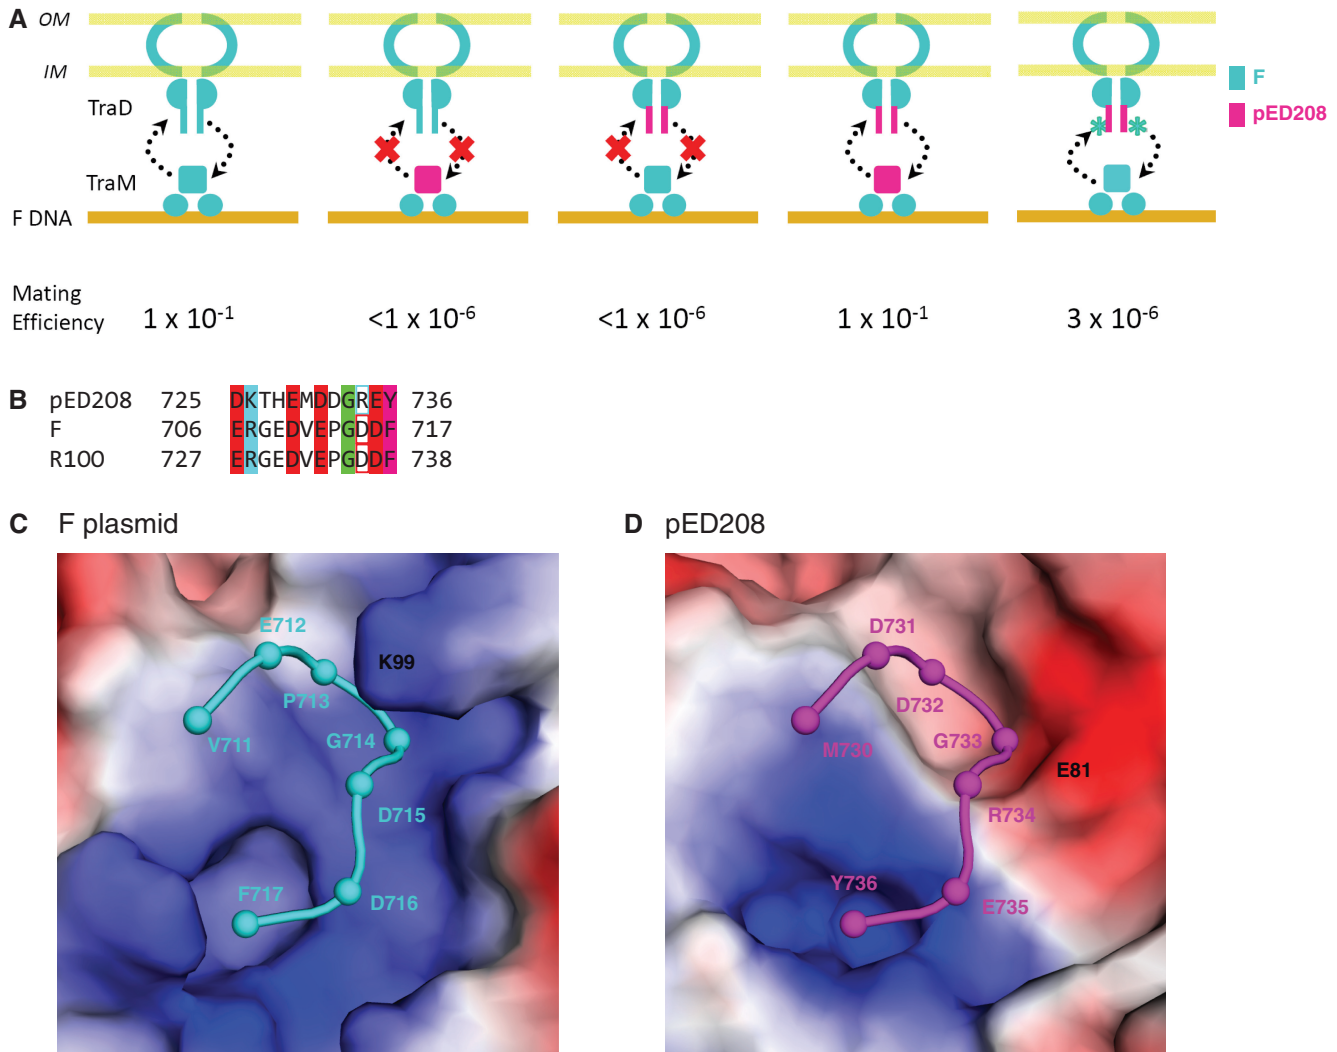 A
OM
IM
TraD
TraM
F DNA
F
pED208
Mating
Efficiency
1 x 10-1
<1 x 10-6
<1 x 10-6
1 x 10-1
3 x 10-6
B
pED208 725 DKTHEMDDGREY 736
F 706 ERGEDVEPGDDF 717
R100 727 ERGEDVEPGDDF 738
C F plasmid
E712
K99
P713
V711
G714
D715
F717
D716
D pED208
D731
D732
M730
G733
E81
R734
Y736
E735